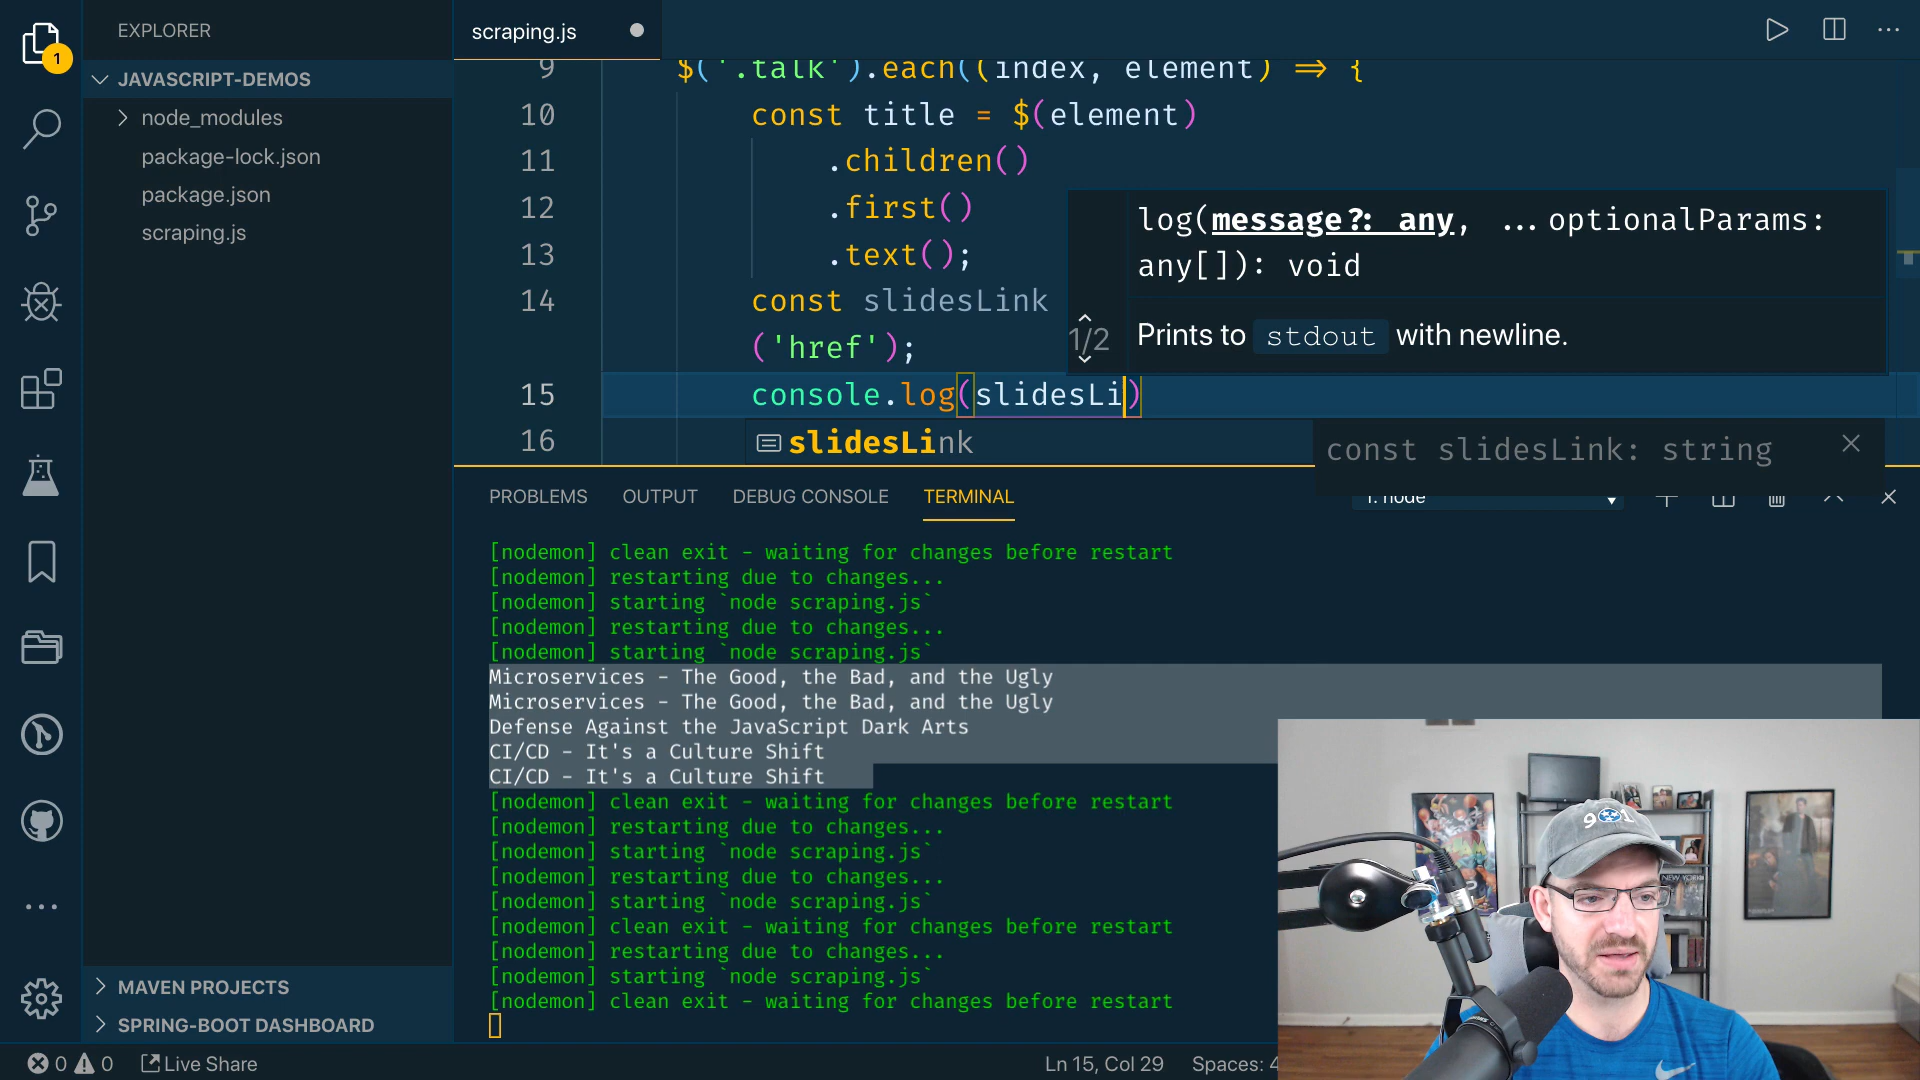 1
EXPLORER
JAVASCRIPT-DEMOS
node_modules
package-lock.json
package.json
scraping.js
MAVEN PROJECTS
SPRING-BOOT DASHBOARD
scraping.js
9 $('.talk').each((index, element) => {
10 const title = $(element)
11 .children()
12 .first()
13 .text();
14 const slidesLink
('href');
15 console.log(slidesLi)
16
slidesLink
log(message?: any, ...optionalParams:
any[]): void
1/2
Prints to stdout with newline.
const slidesLink: string
PROBLEMS OUTPUT DEBUG CONSOLE TERMINAL
1: node
[nodemon] clean exit - waiting for changes before restart
[nodemon] restarting due to changes...
[nodemon] starting `node scraping.js`
[nodemon] restarting due to changes...
[nodemon] starting `node scraping.js`
Microservices - The Good, the Bad, and the Ugly
Microservices - The Good, the Bad, and the Ugly
Defense Against the JavaScript Dark Arts
CI/CD - It's a Culture Shift
CI/CD - It's a Culture Shift
[nodemon] clean exit - waiting for changes before restart
[nodemon] restarting due to changes...
[nodemon] starting `node scraping.js`
[nodemon] restarting due to changes...
[nodemon] starting `node scraping.js`
[nodemon] clean exit - waiting for changes before restart
[nodemon] restarting due to changes...
[nodemon] starting `node scraping.js`
[nodemon] clean exit - waiting for changes before restart
901
NEW YORK
0 0 Live Share
Ln 15, Col 29 Spaces: 4